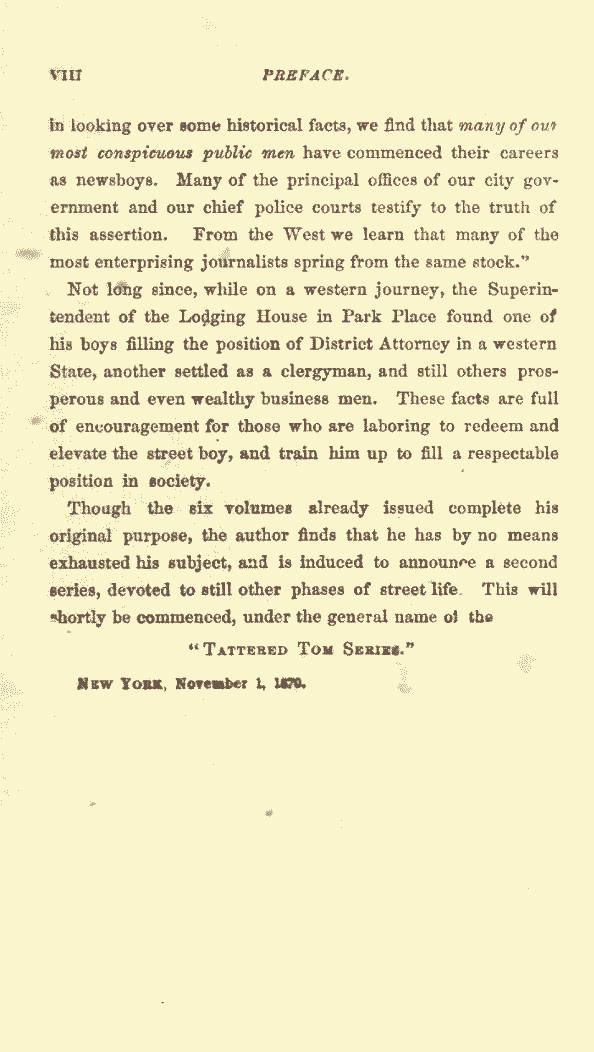 VIII PREFACE.
in looking over some historical facts, we find that many of our
most conspicuous public men have commenced their careers
as newsboys. Many of the principal offices of our city gov-
ernment and our chief police courts testify to the truth of
this assertion. From the West we learn that many of the
most enterprising journalists spring from the same stock."
Not long since, while on a western journey, the Superin-
tendent of the Lodging House in Park Place found one of
his boys filling the position of District Attorney in a western
State, another settled as a clergyman, and still others pros-
perous and even wealthy business men. These facts are full
of encouragement for those who are laboring to redeem and
elevate the street boy, and train him up to fill a respectable
position in society.
Though the six volumes already issued complete his
original purpose, the author finds that he has by no means
exhausted his subject, and is induced to announce a second
series, devoted to still other phases of street life. This will
shortly be commenced, under the general name of the
"TATTERED TOM SERIES."
NEW YORK, November 1, 1870.